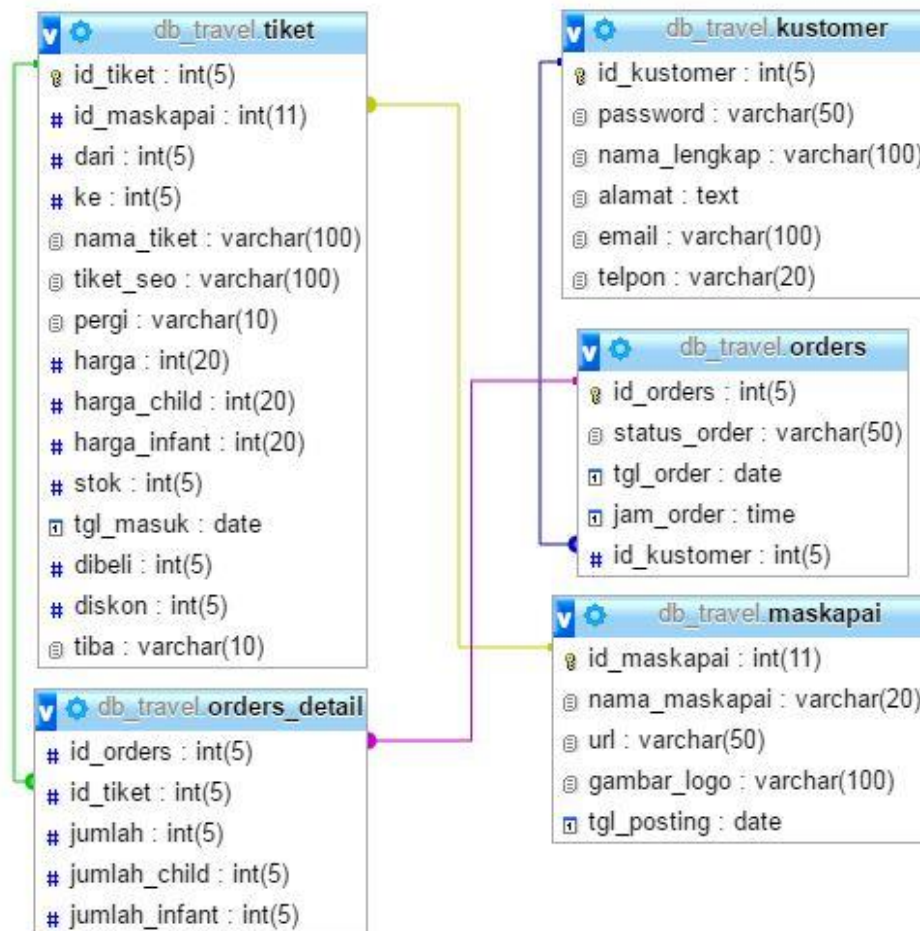 db_travel.tiket
id_tiket : int(5)
id_maskapai : int(11)
dari : int(5)
ke : int(5)
nama_tiket : varchar(100)
tiket_seo : varchar(100)
pergi : varchar(10)
harga : int(20)
harga_child : int(20)
harga_infant : int(20)
stok : int(5)
tgl_masuk : date
dibeli : int(5)
diskon : int(5)
tiba : varchar(10)
db_travel.orders_detail
id_orders : int(5)
id_tiket : int(5)
jumlah : int(5)
jumlah_child : int(5)
jumlah_infant : int(5)
db_travel.kustomer
id_kustomer : int(5)
password : varchar(50)
nama_lengkap : varchar(100)
alamat : text
email : varchar(100)
telpon : varchar(20)
db_travel.orders
id_orders : int(5)
status_order : varchar(50)
tgl_order : date
jam_order : time
id_kustomer : int(5)
db_travel.maskapai
id_maskapai : int(11)
nama_maskapai : varchar(20)
url : varchar(50)
gambar_logo : varchar(100)
tgl_posting : date